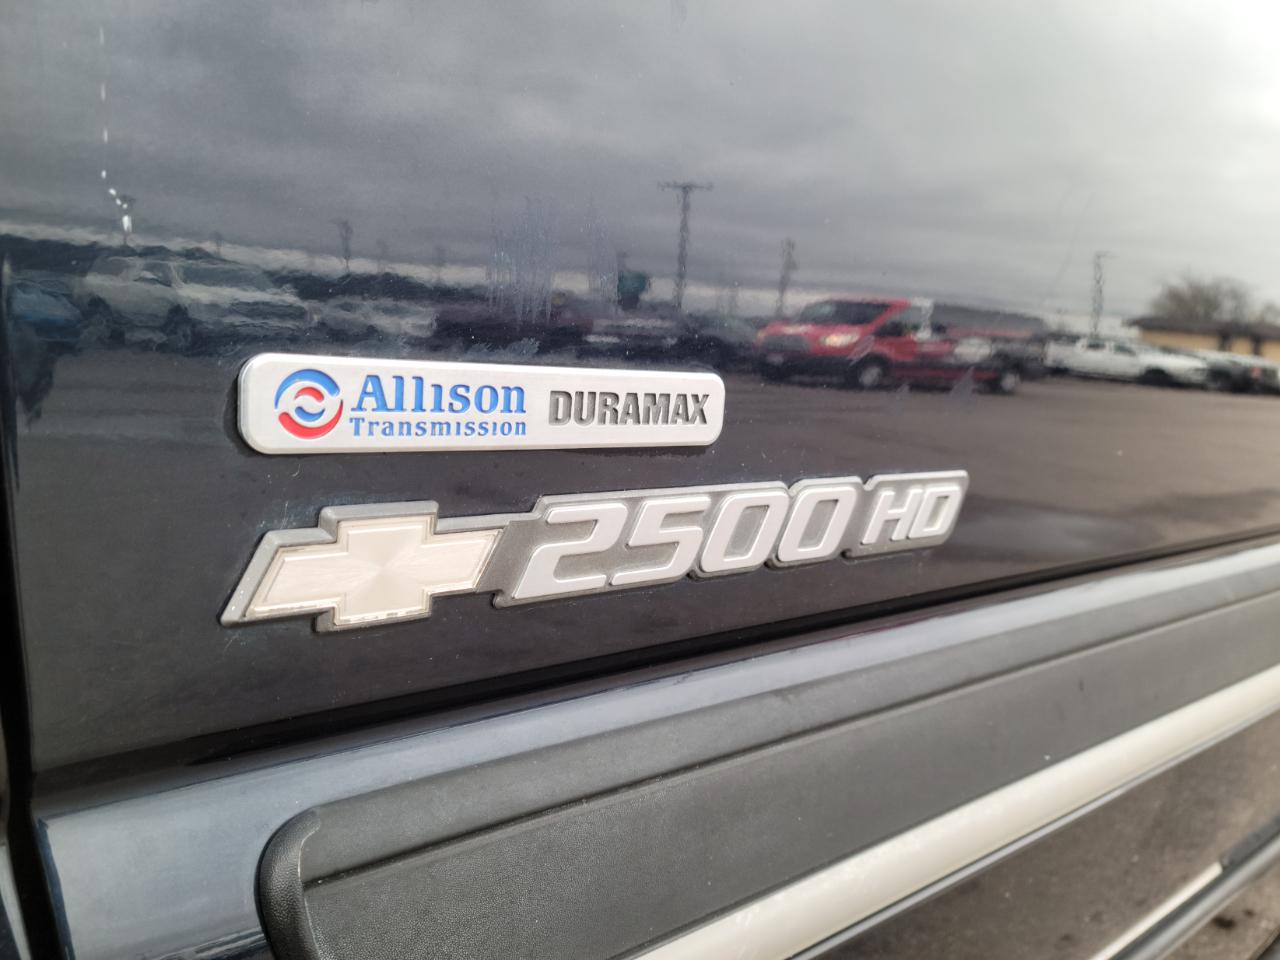 Allison DURAMAX
Transmission
2500 HD